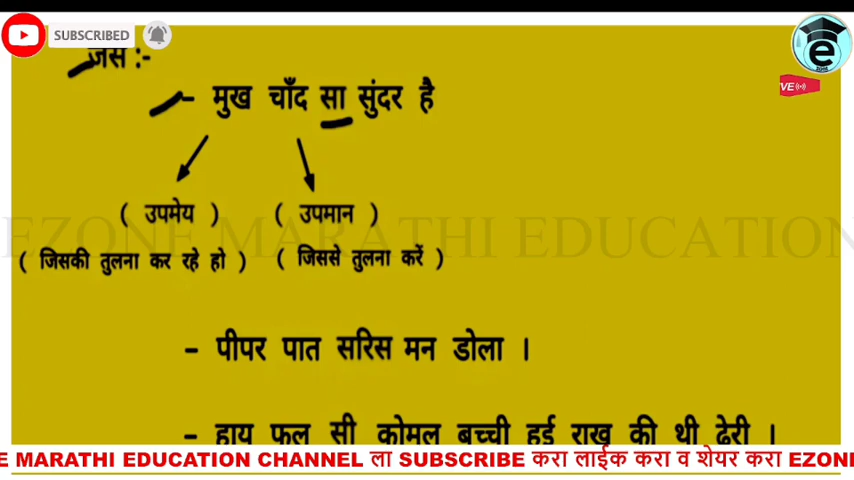 SUBSCRIBED
जैसे :-
- मुख चाँद सा सुंदर है
( उपमेय ) ( उपमान )
EZONE MARATHI EDUCATION
( जिसकी तुलना कर रहे हो ) ( जिससे तुलना करें )
- पीपर पात सरिस मन डोला ।
- हाय फूल सी कोमल बच्ची हुई राख की थी ढेरी ।
E MARATHI EDUCATION CHANNEL ला SUBSCRIBE करा लाईक करा व शेयर करा EZONE